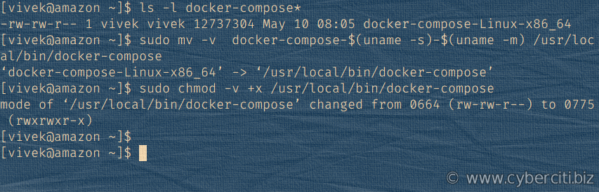 [vivek@amazon ~]$ ls -l docker-compose*
-rw-rw-r-- 1 vivek vivek 12737304 May 10 08:05 docker-compose-Linux-x86_64
[vivek@amazon ~]$ sudo mv -v  docker-compose-$(uname -s)-$(uname -m) /usr/loc
al/bin/docker-compose
‘docker-compose-Linux-x86_64’ -> ‘/usr/local/bin/docker-compose’
[vivek@amazon ~]$ sudo chmod -v +x /usr/local/bin/docker-compose
mode of ‘/usr/local/bin/docker-compose’ changed from 0664 (rw-rw-r--) to 0775
 (rwxrwxr-x)
[vivek@amazon ~]$
[vivek@amazon ~]$
© www.cyberciti.biz